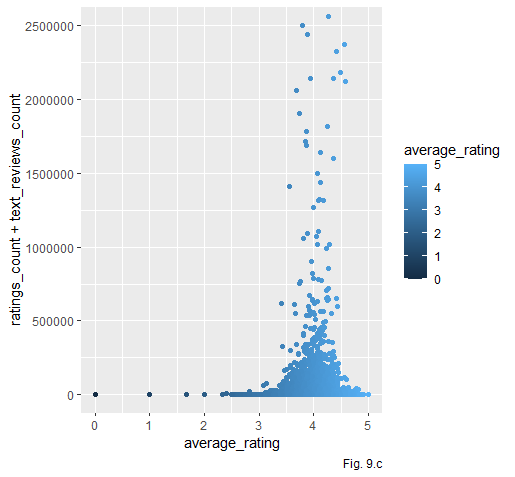 2500000
2000000
1500000
1000000
500000
0
ratings_count + text_reviews_count
0 1 2 3 4 5
average_rating
average_rating
5
4
3
2
1
0
Fig. 9.c